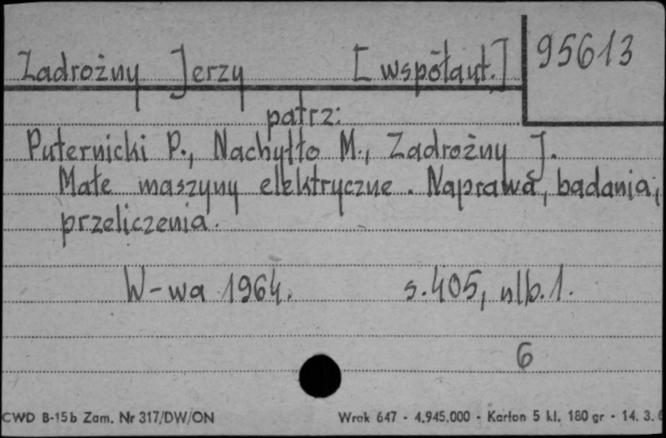 Zadrożny Jerzy [współaut.] 95613
patrz:
Puternicki P., Nachyłło M., Zadrożny J.
Małe maszyny elektryczne. Naprawa, badania,
przeliczenia.
W-wa 1964. s.405, nlb.1.
6
CWD B-15b Zam. Nr 317/DW/ON Wrok 647 - 4.945.000 - Karton 5 kl. 180 gr - 14. 3.